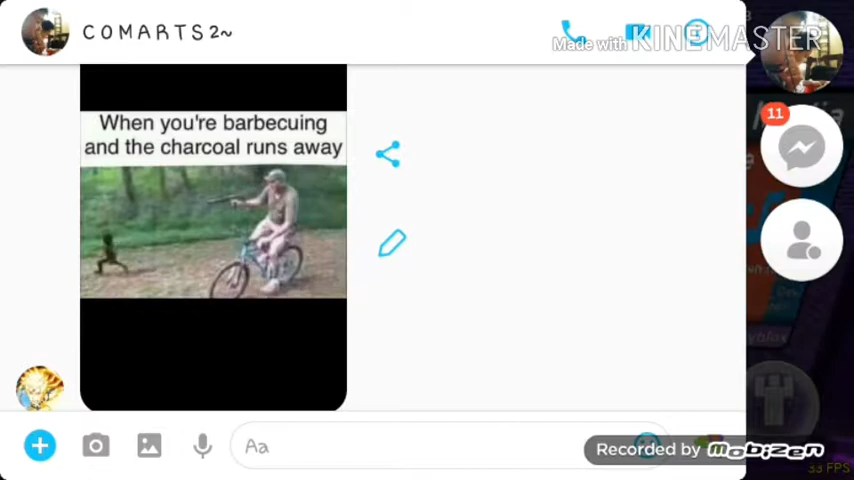 COMARTS2~
Made with KINEMASTER
11
When you're barbecuing
and the charcoal runs away
Aa
Recorded by mobizen
33 FPS